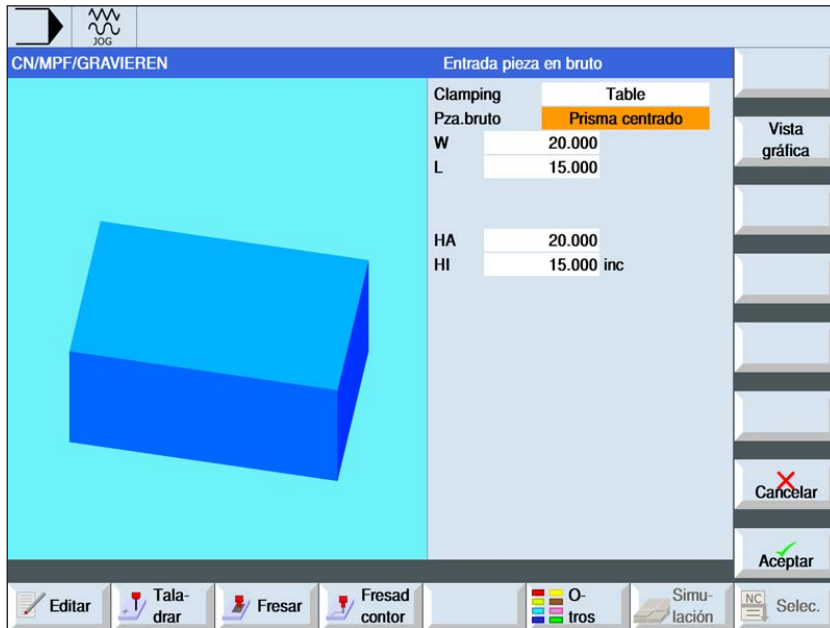 JOG
CN/MPF/GRAVIEREN
Entrada pieza en bruto
Clamping Table
Pza.bruto Prisma centrado
W 20.000
L 15.000
HA 20.000
HI 15.000 inc
Vista
gráfica
Cancelar
Aceptar
Editar
Tala-
drar
Fresar
Fresad
contor
O-
tros
Simu-
lación
NC
Selec.